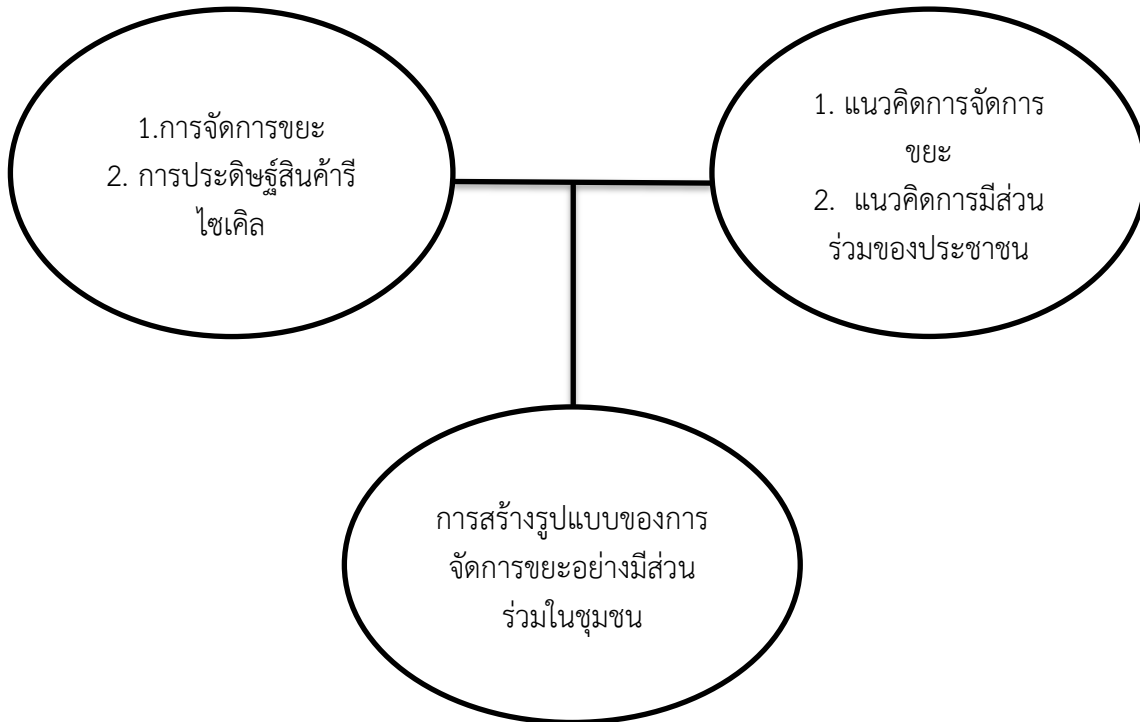 1.การจัดการขยะ
2. การประดิษฐ์สินค้ารี
ไซเคิล
1. แนวคิดการจัดการ
ขยะ
2. แนวคิดการมีส่วน
ร่วมของประชาชน
การสร้างรูปแบบของการ
จัดการขยะอย่างมีส่วน
ร่วมในชุมชน